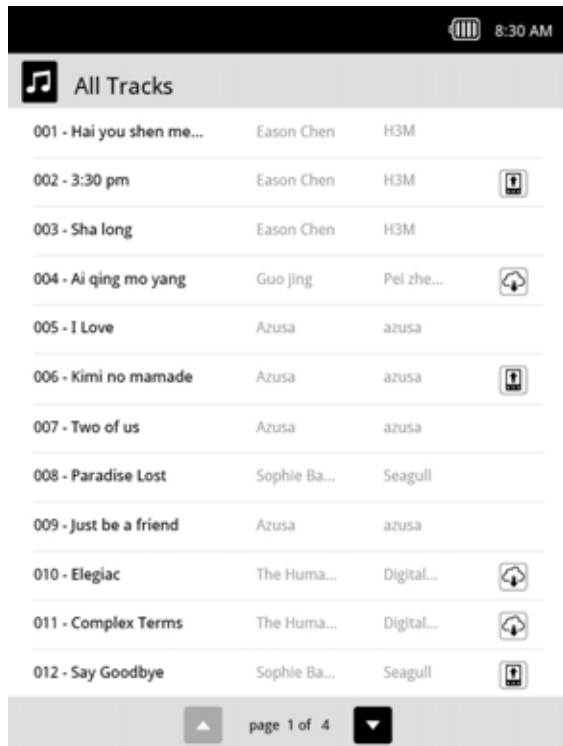 8:30 AM
All Tracks
001 - Hai you shen me... Eason Chen H3M
002 - 3:30 pm Eason Chen H3M
003 - Sha long Eason Chen H3M
004 - Ai qing mo yang Guo jing Pei zhe...
005 - I Love Azusa azusa
006 - Kimi no mamade Azusa azusa
007 - Two of us Azusa azusa
008 - Paradise Lost Sophie Ba... Seagull
009 - Just be a friend Azusa azusa
010 - Elegiac The Huma... Digital...
011 - Complex Terms The Huma... Digital...
012 - Say Goodbye Sophie Ba... Seagull
page 1 of 4